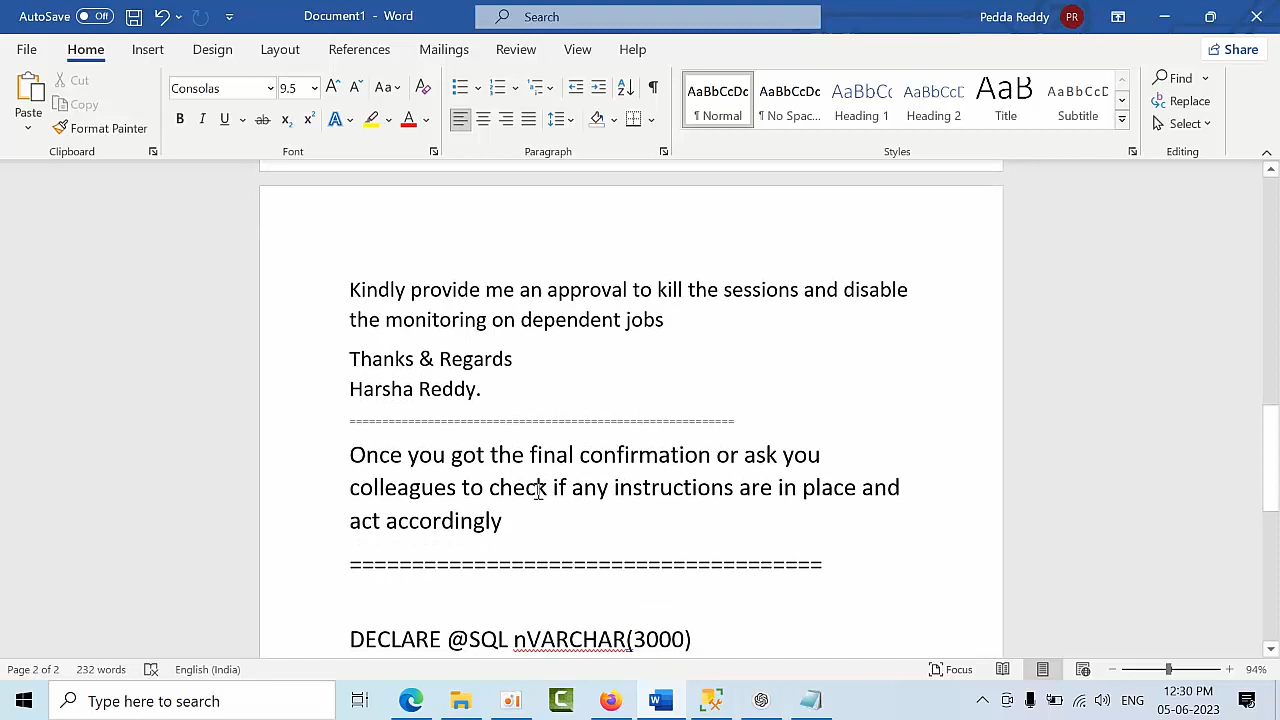 AutoSave Off Document1 - Word Search Pedda Reddy PR
File Home Insert Design Layout References Mailings Review View Help Share
Paste Cut Copy Format Painter Clipboard
Consolas 9.5 Font
Paragraph
AaBbCcDc AaBbCcDc AaBbCc AaBbCcC AaB AaBbCcD
¶ Normal ¶ No Spac... Heading 1 Heading 2 Title Subtitle
Styles
Find Replace Select Editing
Kindly provide me an approval to kill the sessions and disable
the monitoring on dependent jobs
Thanks & Regards
Harsha Reddy.
===========================================================
Once you got the final confirmation or ask you
colleagues to check if any instructions are in place and
act accordingly
======================================
DECLARE @SQL nVARCHAR(3000)
Page 2 of 2 232 words English (India) Focus 94%
Type here to search ENG 12:30 PM
05-06-2023